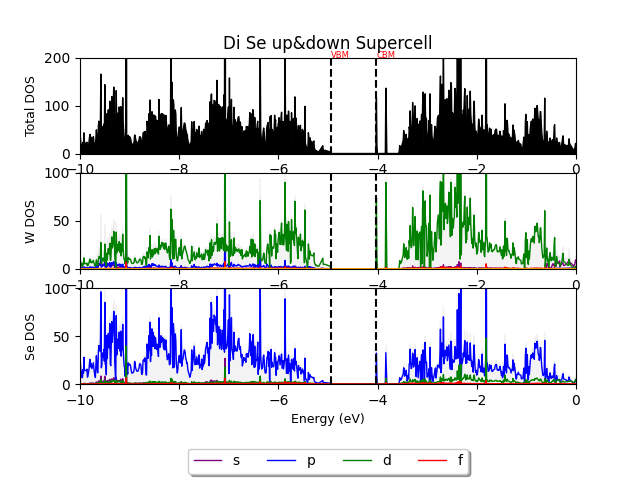 Di Se up&down Supercell
VBM CBM
Total DOS
200
100
0
−10 −8 −6 −4 −2 0
W DOS
100
50
0
−10 −8 −6 −4 −2 0
Se DOS
100
50
0
−10 −8 −6 −4 −2 0
Energy (eV)
s p d f